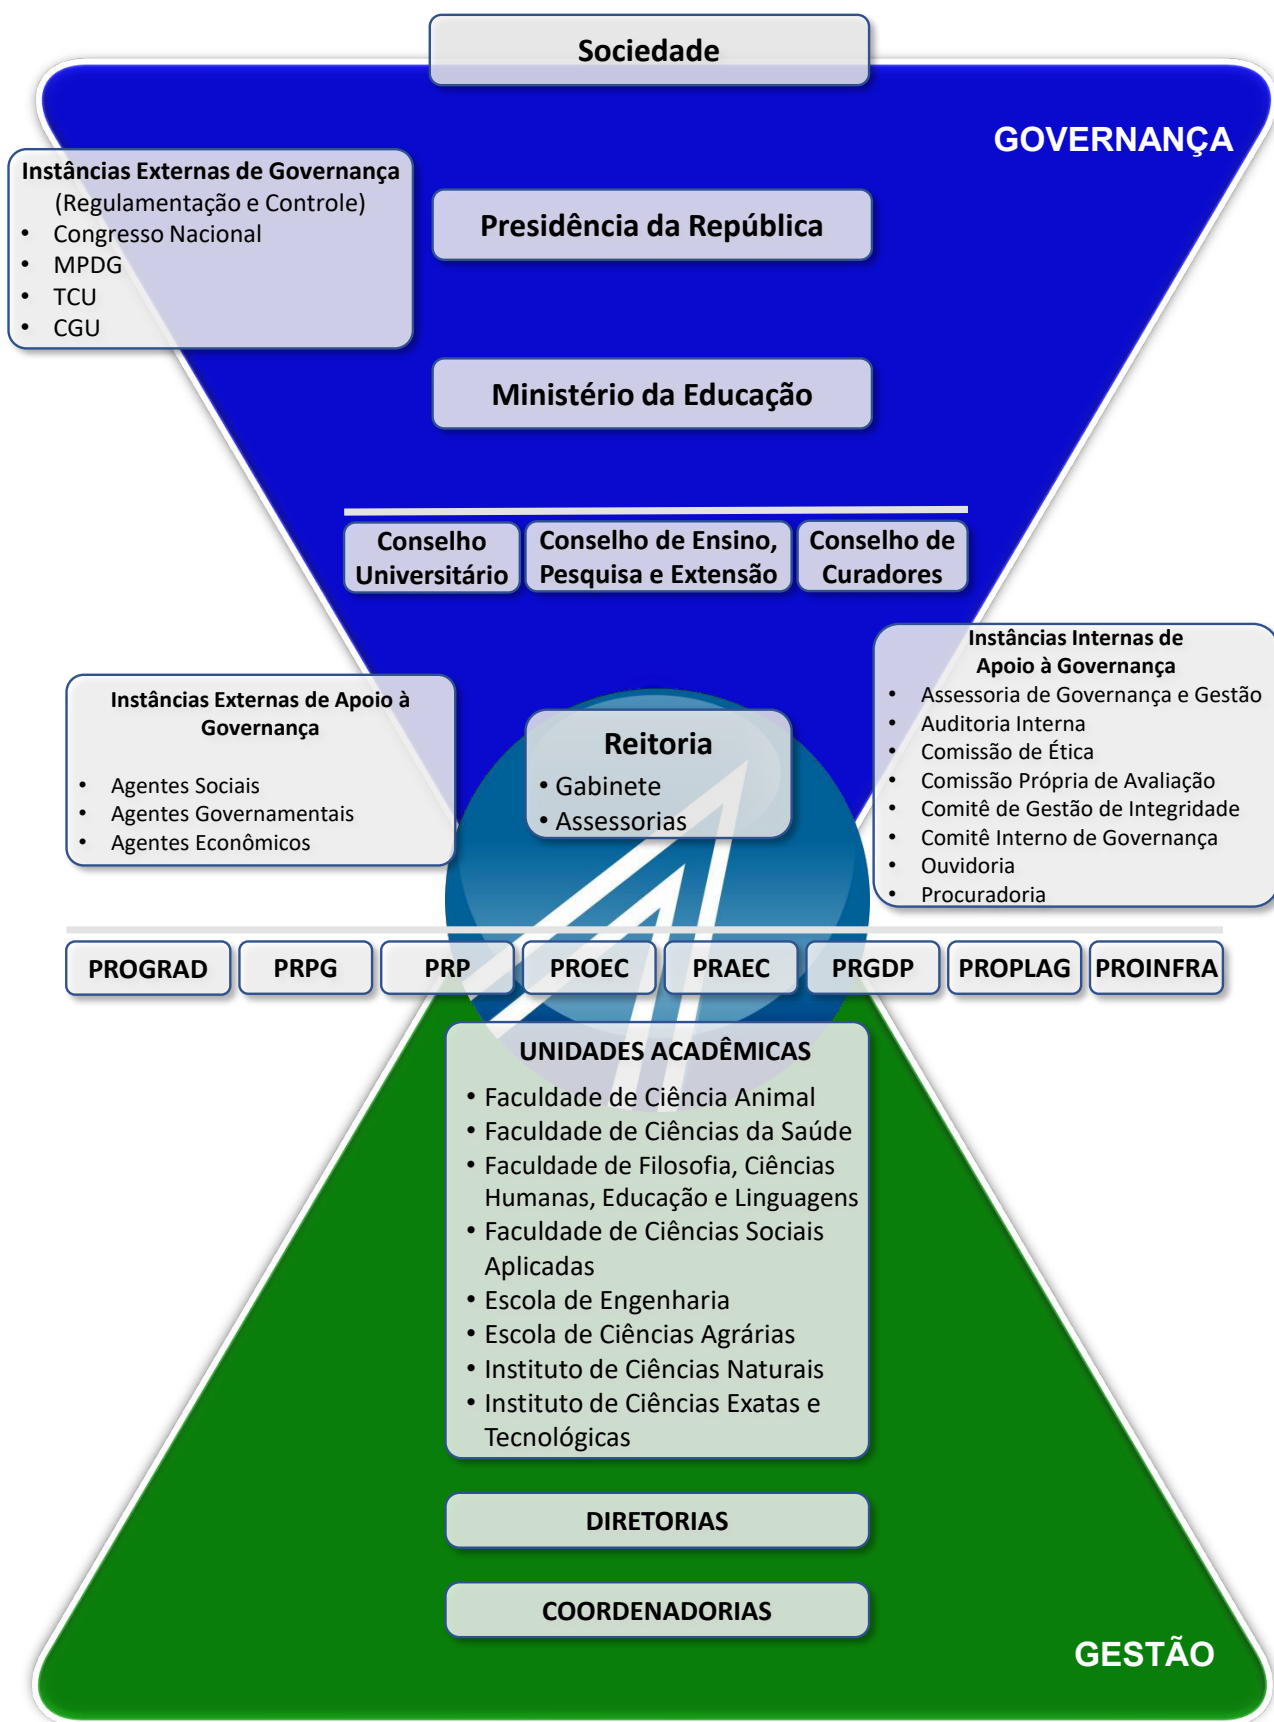 Sociedade
GOVERNANÇA
Instâncias Externas de Governança
(Regulamentação e Controle)
• Congresso Nacional
• MPDG
• TCU
• CGU
Presidência da República
Ministério da Educação
Conselho
Universitário
Conselho de Ensino,
Pesquisa e Extensão
Conselho de
Curadores
Instâncias Externas de Apoio à
Governança
• Agentes Sociais
• Agentes Governamentais
• Agentes Econômicos
Reitoria
• Gabinete
• Assessorias
Instâncias Internas de
Apoio à Governança
• Assessoria de Governança e Gestão
• Auditoria Interna
• Comissão de Ética
• Comissão Própria de Avaliação
• Comitê de Gestão de Integridade
• Comitê Interno de Governança
• Ouvidoria
• Procuradoria
PROGRAD
PRPG
PRP
PROEC
PRAEC
PRGDP
PROPLAG
PROINFRA
UNIDADES ACADÊMICAS
• Faculdade de Ciência Animal
• Faculdade de Ciências da Saúde
• Faculdade de Filosofia, Ciências
Humanas, Educação e Linguagens
• Faculdade de Ciências Sociais
Aplicadas
• Escola de Engenharia
• Escola de Ciências Agrárias
• Instituto de Ciências Naturais
• Instituto de Ciências Exatas e
Tecnológicas
DIRETORIAS
COORDENADORIAS
GESTÃO